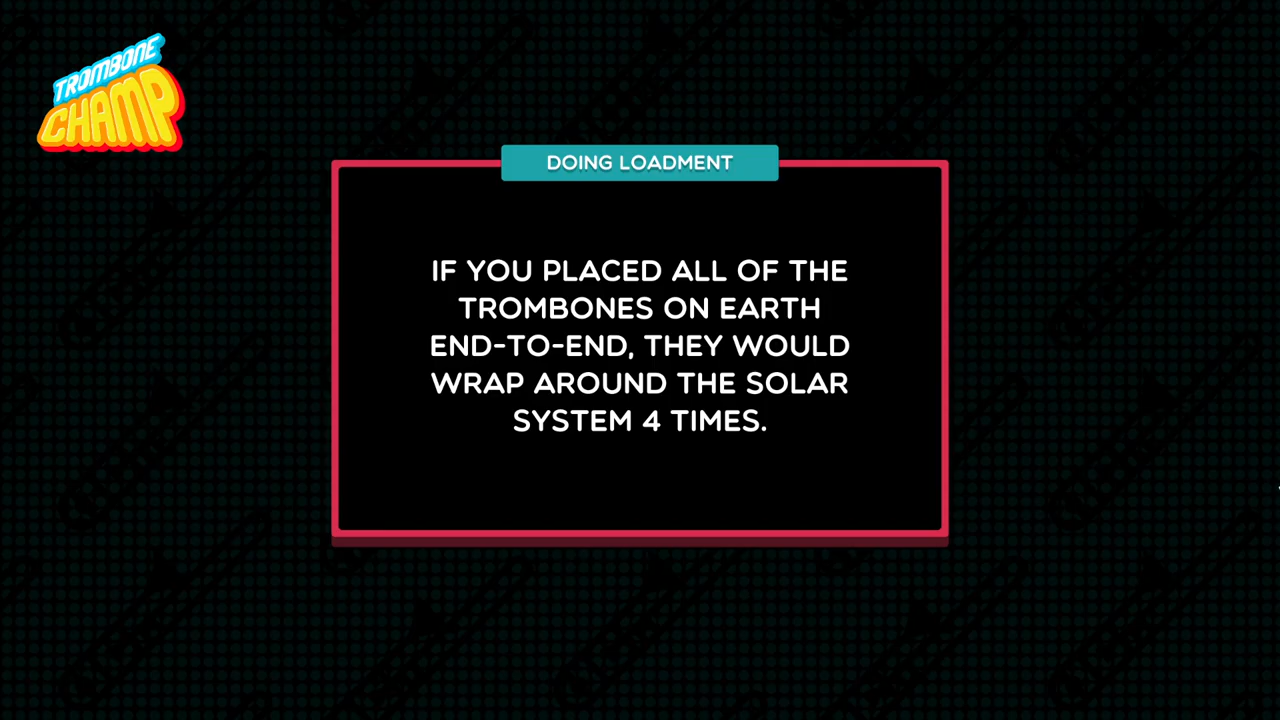 TROMBONE
CHAMP
DOING LOADMENT
IF YOU PLACED ALL OF THE
TROMBONES ON EARTH
END-TO-END, THEY WOULD
WRAP AROUND THE SOLAR
SYSTEM 4 TIMES.